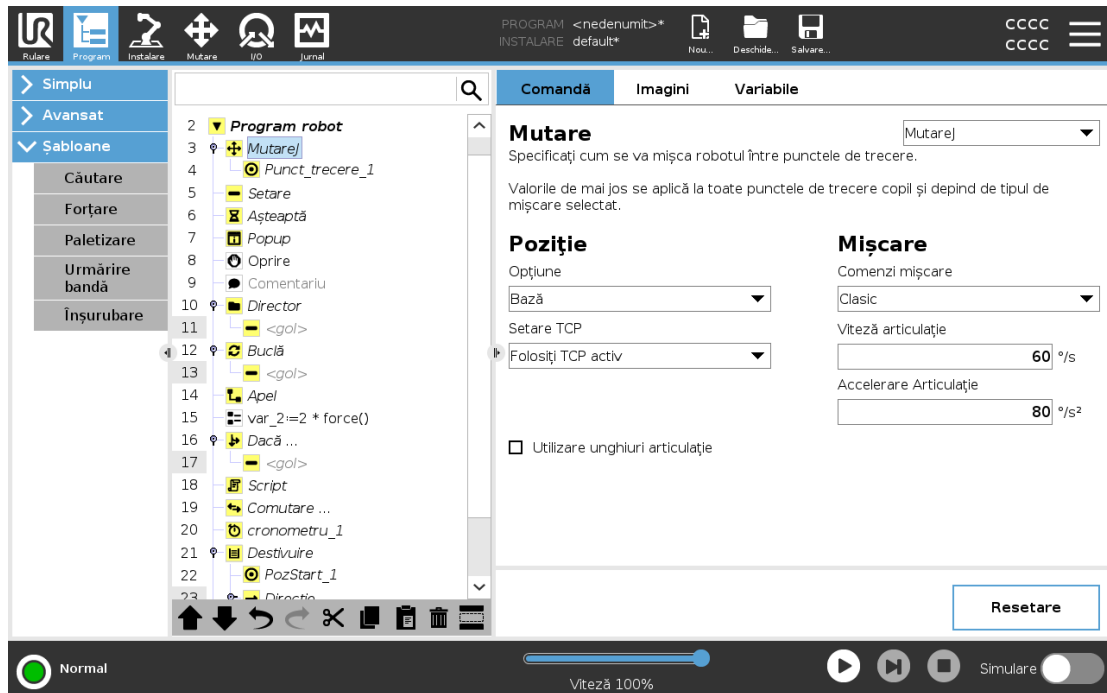 PROGRAM <nedenumit>*
INSTALARE default*
Rulare Program Instalare Mutare I/O Jurnal
Nou... Deschide... Salvare...
CCCC
CCCC
Simplu
Avansat
Șabloane
Căutare
Forțare
Paletizare
Urmărire
bandă
Înșurubare
2 Program robot
3 MutareJ
4 Punct_trecere_1
5 Setare
6 Așteaptă
7 Popup
8 Oprire
9 Comentariu
10 Director
11 <gol>
12 Buclă
13 <gol>
14 Apel
15 var_2:=2 * force()
16 Dacă ...
17 <gol>
18 Script
19 Comutare ...
20 cronometru_1
21 Destivuire
22 PozStart_1
23 Direcție
Comandă Imagini Variabile
Mutare
MutareJ
Specificați cum se va mișca robotul între punctele de trecere.
Valorile de mai jos se aplică la toate punctele de trecere copil și depind de tipul de
mișcare selectat.
Poziţie
Opțiune
Bază
Setare TCP
Folosiți TCP activ
Utilizare unghiuri articulație
Mișcare
Comenzi mișcare
Clasic
Viteză articulație
60 °/s
Accelerare Articulație
80 °/s²
Resetare
Normal
Viteză 100%
Simulare